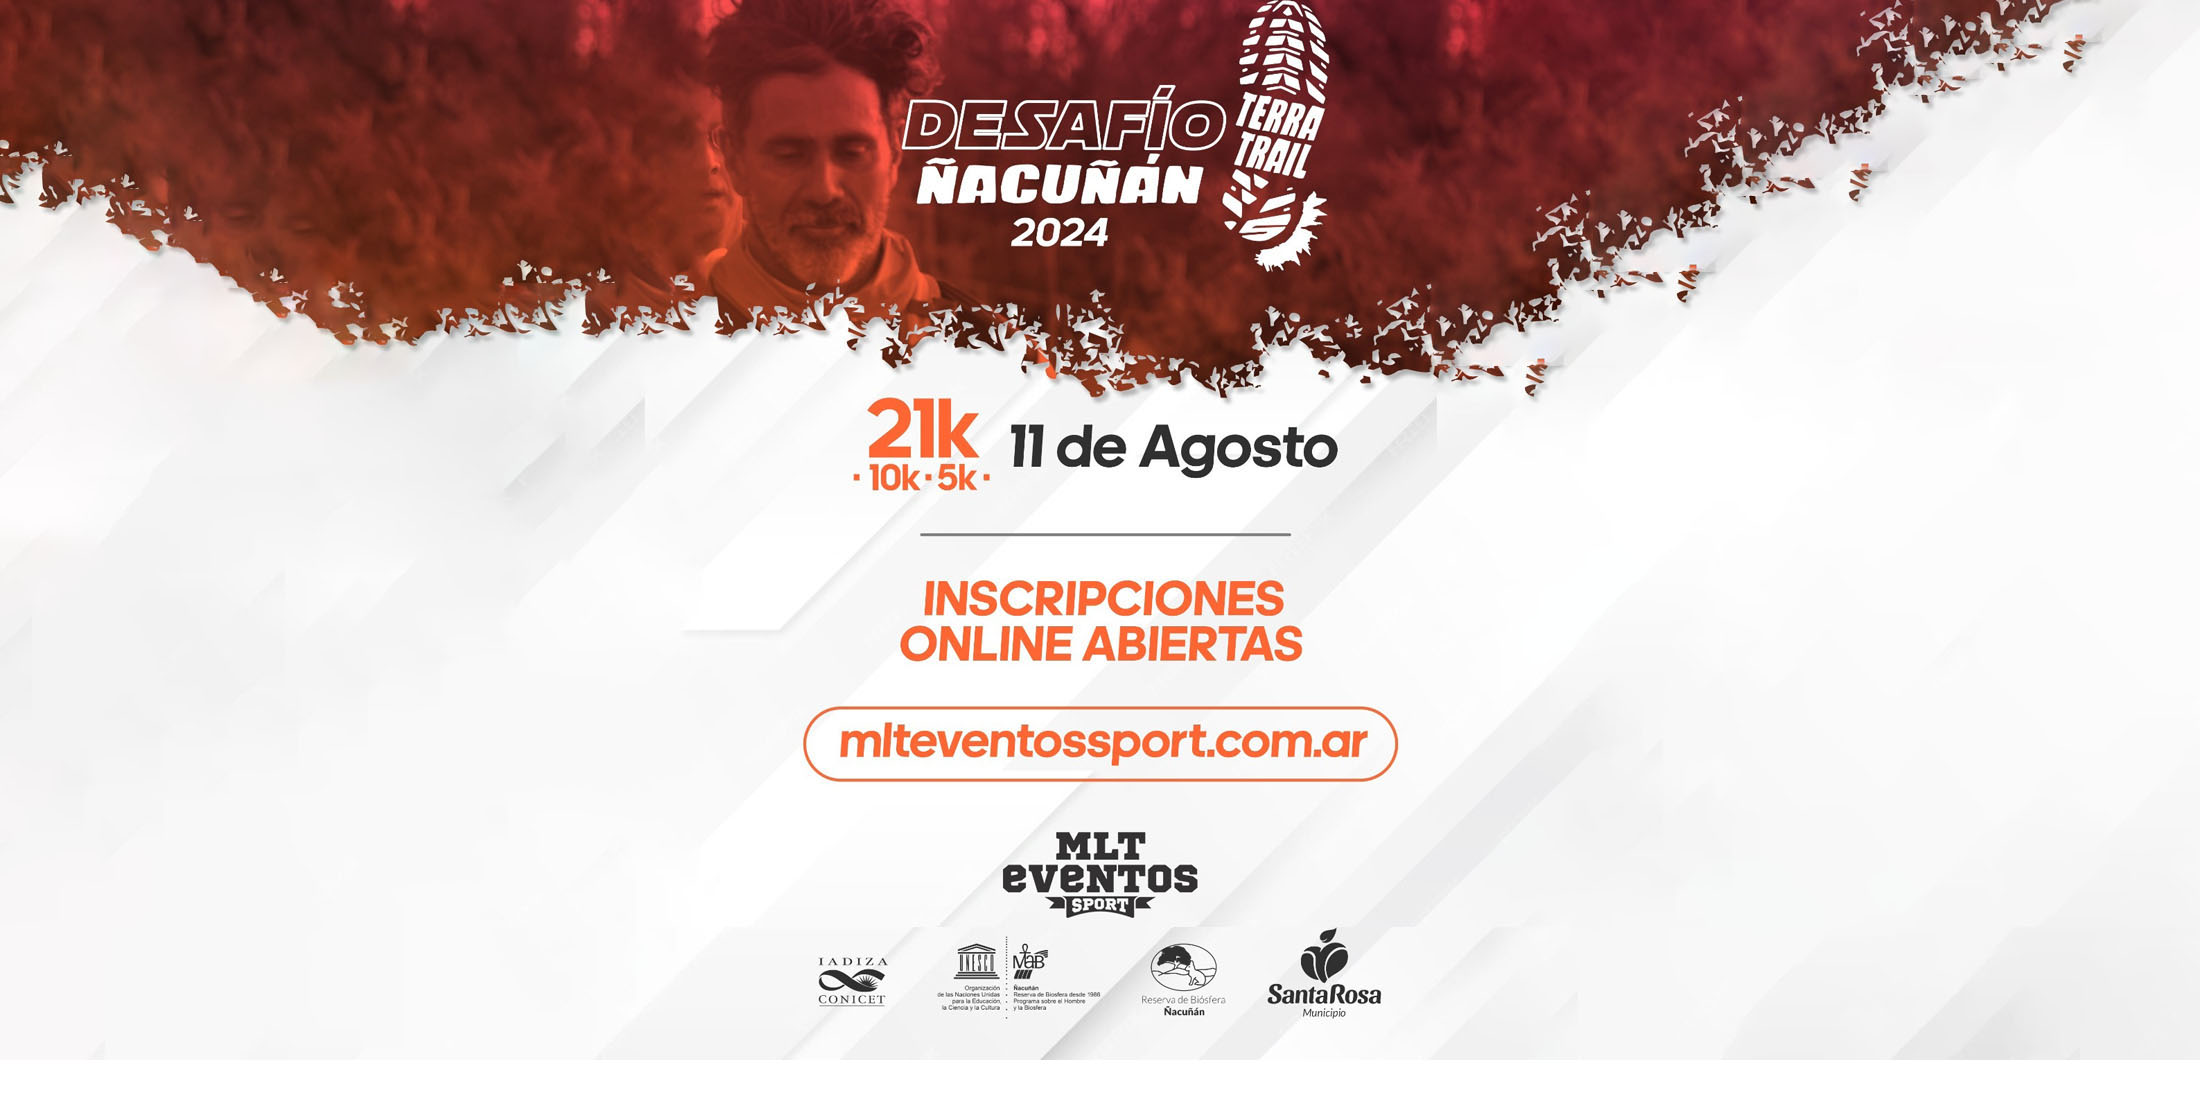 DESAFÍO
ÑACUÑÁN
2024
TERRA
TRAIL
21k
· 10k · 5k ·
11 de Agosto
INSCRIPCIONES
ONLINE ABIERTAS
mlteventossport.com.ar
MLT
eVeNTOS
SPORT
IADIZA
CONICET
UNESCO
Organización
de las Naciones Unidas
para la Educación,
la Ciencia y la Cultura
MaB
Ñacuñán
Reserva de Biosfera desde 1986
Programa sobre el Hombre
y la Biosfera
Reserva de Biósfera
Ñacuñán
SantaRosa
Municipio